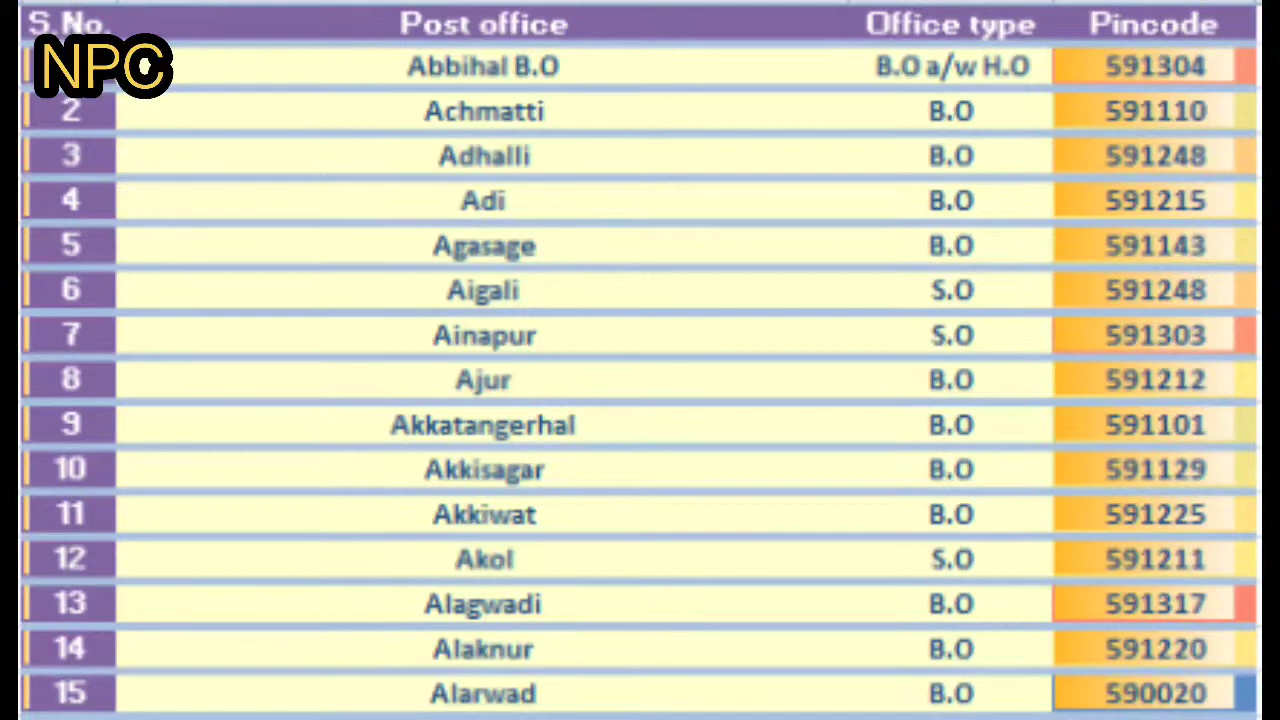 S.No. Post office Office type Pincode
NPC
Abbihal B.O B.O a/w H.O 591304
2 Achmatti B.O 591110
3 Adhalli B.O 591248
4 Adi B.O 591215
5 Agasage B.O 591143
6 Aigali S.O 591248
7 Ainapur S.O 591303
8 Ajur B.O 591212
9 Akkatangerhal B.O 591101
10 Akkisagar B.O 591129
11 Akkiwat B.O 591225
12 Akol S.O 591211
13 Alagwadi B.O 591317
14 Alaknur B.O 591220
15 Alarwad B.O 590020